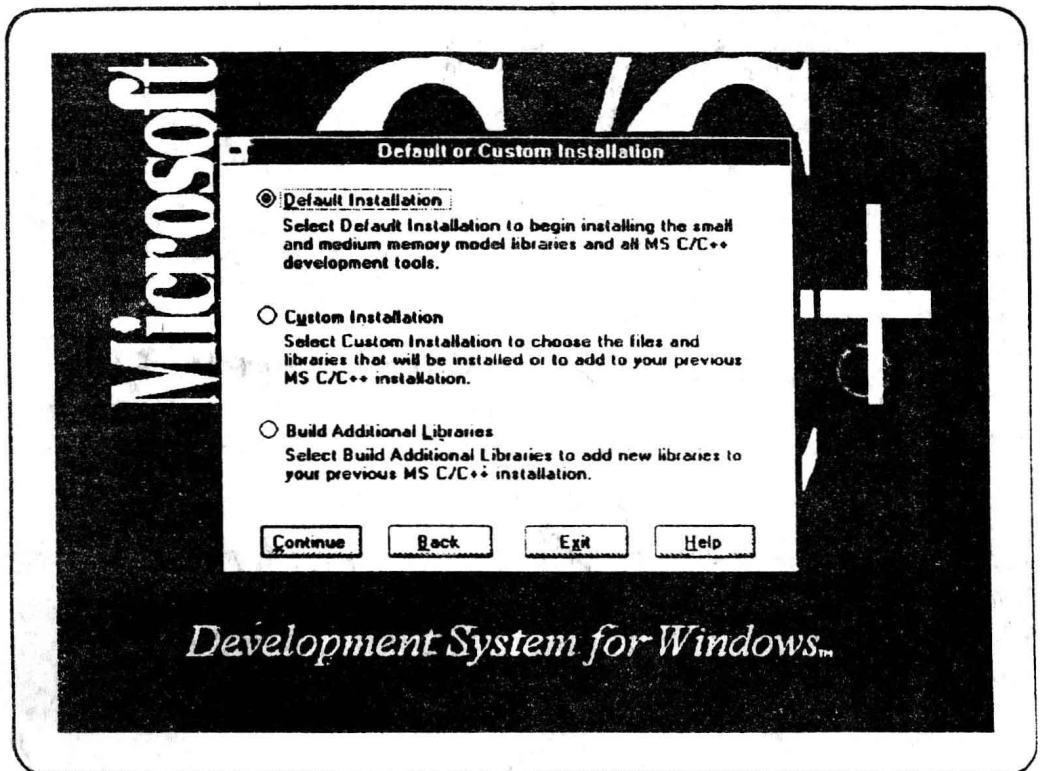 Microsoft
C/C++
Default or Custom Installation
Default Installation
Select Default Installation to begin installing the small
and medium memory model libraries and all MS C/C++
development tools.
Custom Installation
Select Custom Installation to choose the files and
libraries that will be installed or to add to your previous
MS C/C++ installation.
Build Additional Libraries
Select Build Additional Libraries to add new libraries to
your previous MS C/C++ installation.
Continue Back Exit Help
Development System for Windows™